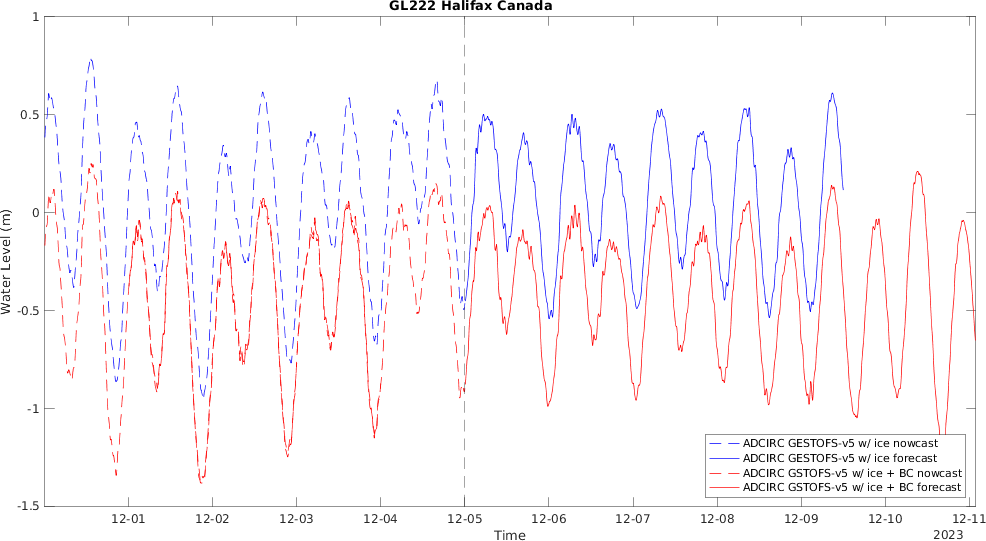 GL222 Halifax Canada
1
0.5
0
-0.5
-1
-1.5
Water Level (m)
ADCIRC GESTOFS-v5 w/ ice nowcast
ADCIRC GESTOFS-v5 w/ ice forecast
ADCIRC GSTOFS-v5 w/ ice + BC nowcast
ADCIRC GSTOFS-v5 w/ ice + BC forecast
12-01 12-02 12-03 12-04 12-05 12-06 12-07 12-08 12-09 12-10 12-11
Time
2023